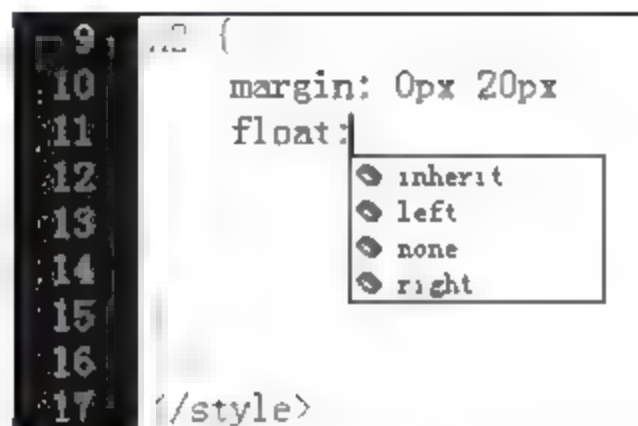 9 {
10 margin: 0px 20px
11 float:
12 inherit
13 left
none
14 right
15
16
17 </style>